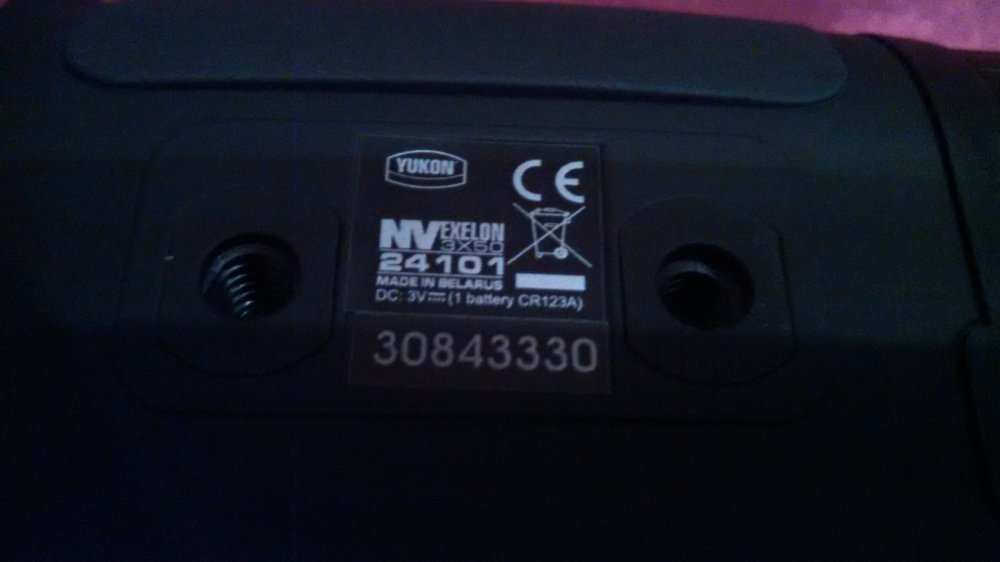 YUKON
CE
NV EXELON
3X50
24101
MADE IN BELARUS
DC: 3V (1 battery CR123A)
30843330